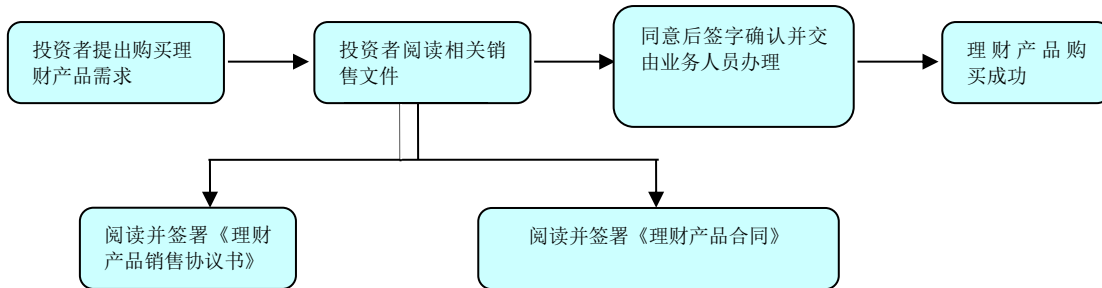 投资者提出购买理
财产品需求
投资者阅读相关销
售文件
同意后签字确认并交
由业务人员办理
理财产品购
买成功
阅读并签署《理财
产品销售协议书》
阅读并签署《理财产品合同》